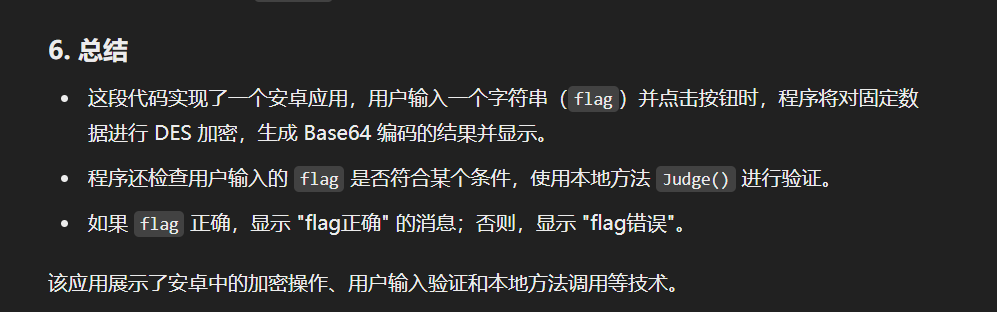 6. 总结
• 这段代码实现了一个安卓应用，用户输入一个字符串（flag）并点击按钮时，程序将对固定数
据进行 DES 加密，生成 Base64 编码的结果并显示。
• 程序还检查用户输入的 flag 是否符合某个条件，使用本地方法 Judge() 进行验证。
• 如果 flag 正确，显示 "flag正确" 的消息；否则，显示 "flag错误"。
该应用展示了安卓中的加密操作、用户输入验证和本地方法调用等技术。